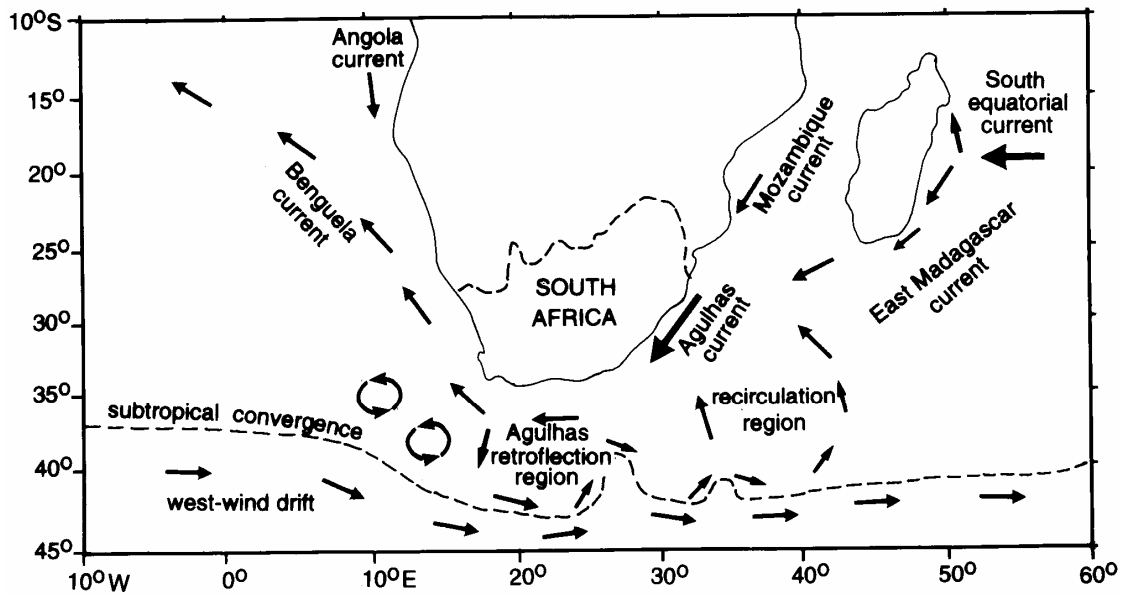 10°S
15°
20°
25°
30°
35°
40°
45°
Angola
current
Benguela
current
SOUTH
AFRICA
Mozambique
current
South
equatorial
current
East Madagascar
current
Agulhas
current
recirculation
region
subtropical convergence
Agulhas
retroflection
region
west-wind drift
10°W
0°
10°E
20°
30°
40°
50°
60°